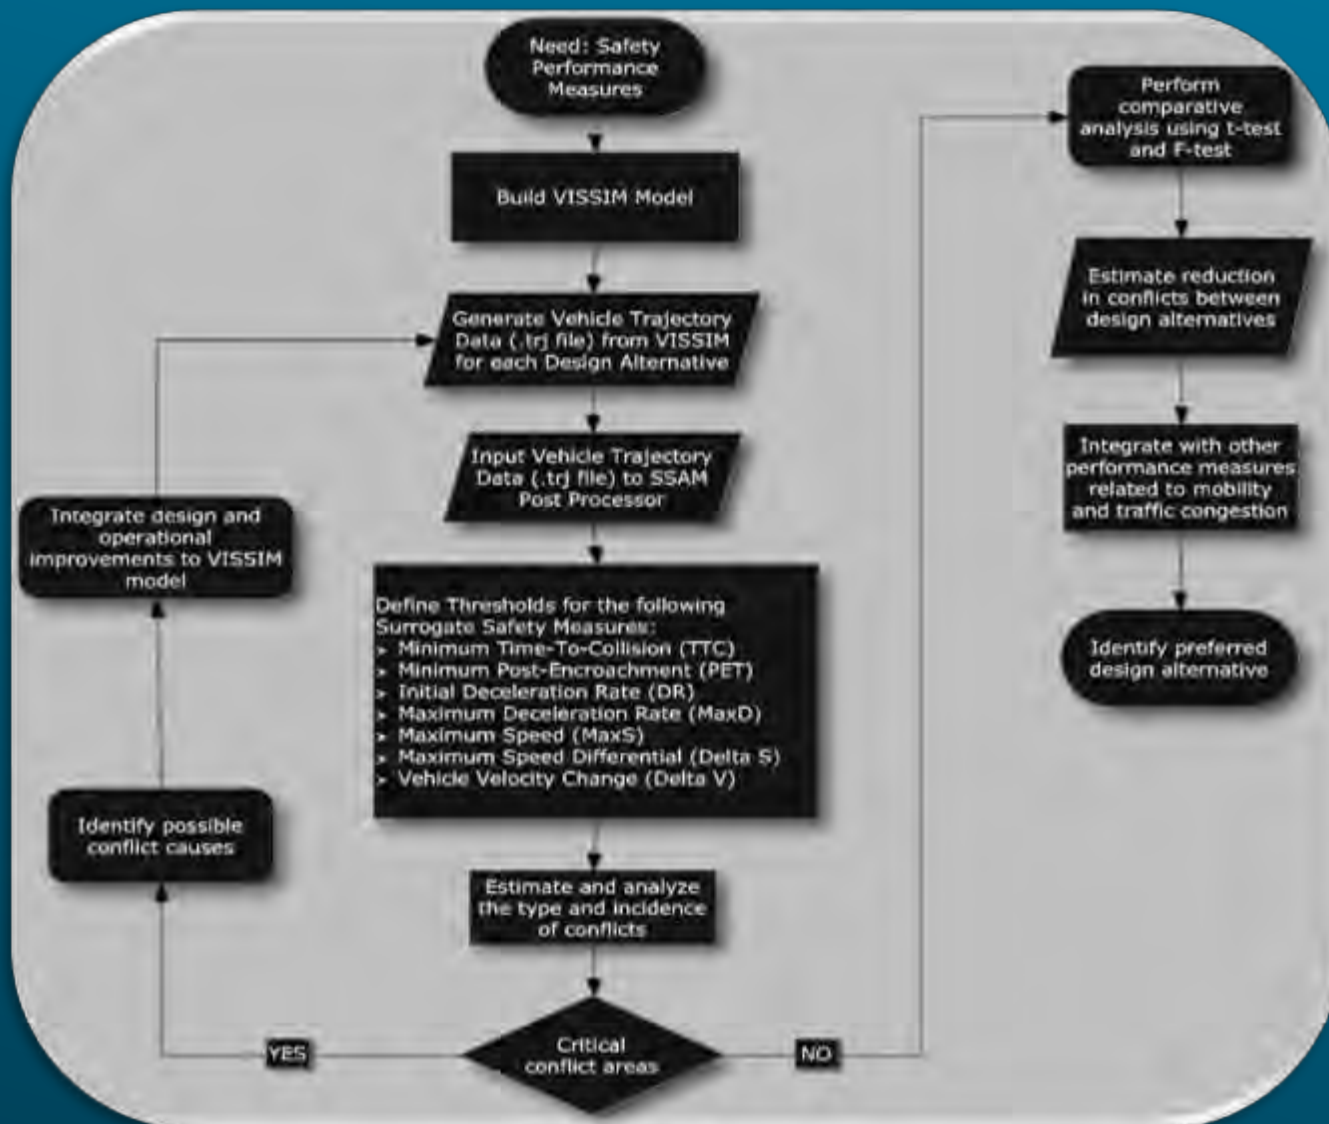 Need: Safety
Performance
Measures
Build VISSIM Model
Generate Vehicle Trajectory
Data (.trj file) from VISSIM
for each Design Alternative
Input Vehicle Trajectory
Data (.trj file) to SSAM
Post Processor
Define Thresholds for the following
Surrogate Safety Measures:
➢ Minimum Time-To-Collision (TTC)
➢ Minimum Post-Encroachment (PET)
➢ Initial Deceleration Rate (DR)
➢ Maximum Deceleration Rate (MaxD)
➢ Maximum Speed (MaxS)
➢ Maximum Speed Differential (Delta S)
➢ Vehicle Velocity Change (Delta V)
Estimate and analyze
the type and incidence
of conflicts
Critical
conflict areas
YES
Identify possible
conflict causes
Integrate design and
operational
improvements to VISSIM
model
NO
Perform
comparative
analysis using t-test
and F-test
Estimate reduction
in conflicts between
design alternatives
Integrate with other
performance measures
related to mobility
and traffic congestion
Identify preferred
design alternative